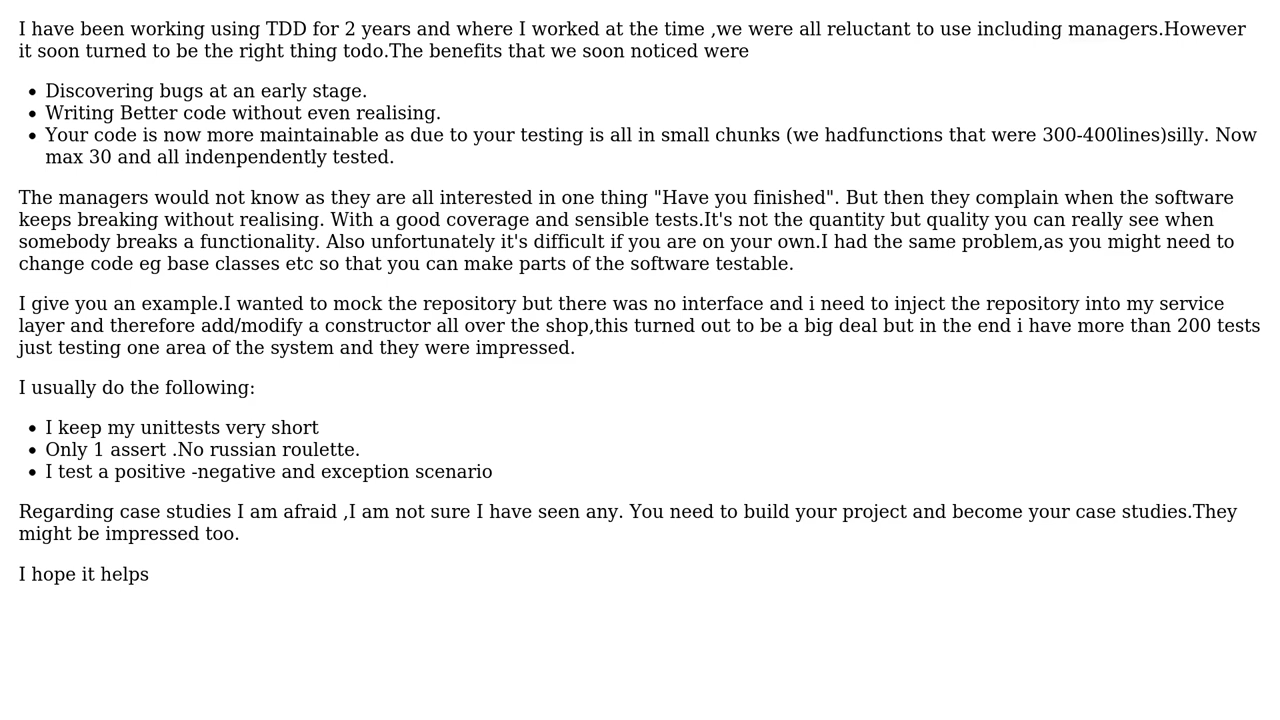 I have been working using TDD for 2 years and where I worked at the time ,we were all reluctant to use including managers.However
it soon turned to be the right thing todo.The benefits that we soon noticed were
• Discovering bugs at an early stage.
• Writing Better code without even realising.
• Your code is now more maintainable as due to your testing is all in small chunks (we hadfunctions that were 300-400lines)silly. Now
max 30 and all indenpendently tested.
The managers would not know as they are all interested in one thing "Have you finished". But then they complain when the software
keeps breaking without realising. With a good coverage and sensible tests.It's not the quantity but quality you can really see when
somebody breaks a functionality. Also unfortunately it's difficult if you are on your own.I had the same problem,as you might need to
change code eg base classes etc so that you can make parts of the software testable.
I give you an example.I wanted to mock the repository but there was no interface and i need to inject the repository into my service
layer and therefore add/modify a constructor all over the shop,this turned out to be a big deal but in the end i have more than 200 tests
just testing one area of the system and they were impressed.
I usually do the following:
• I keep my unittests very short
• Only 1 assert .No russian roulette.
• I test a positive -negative and exception scenario
Regarding case studies I am afraid ,I am not sure I have seen any. You need to build your project and become your case studies.They
might be impressed too.
I hope it helps